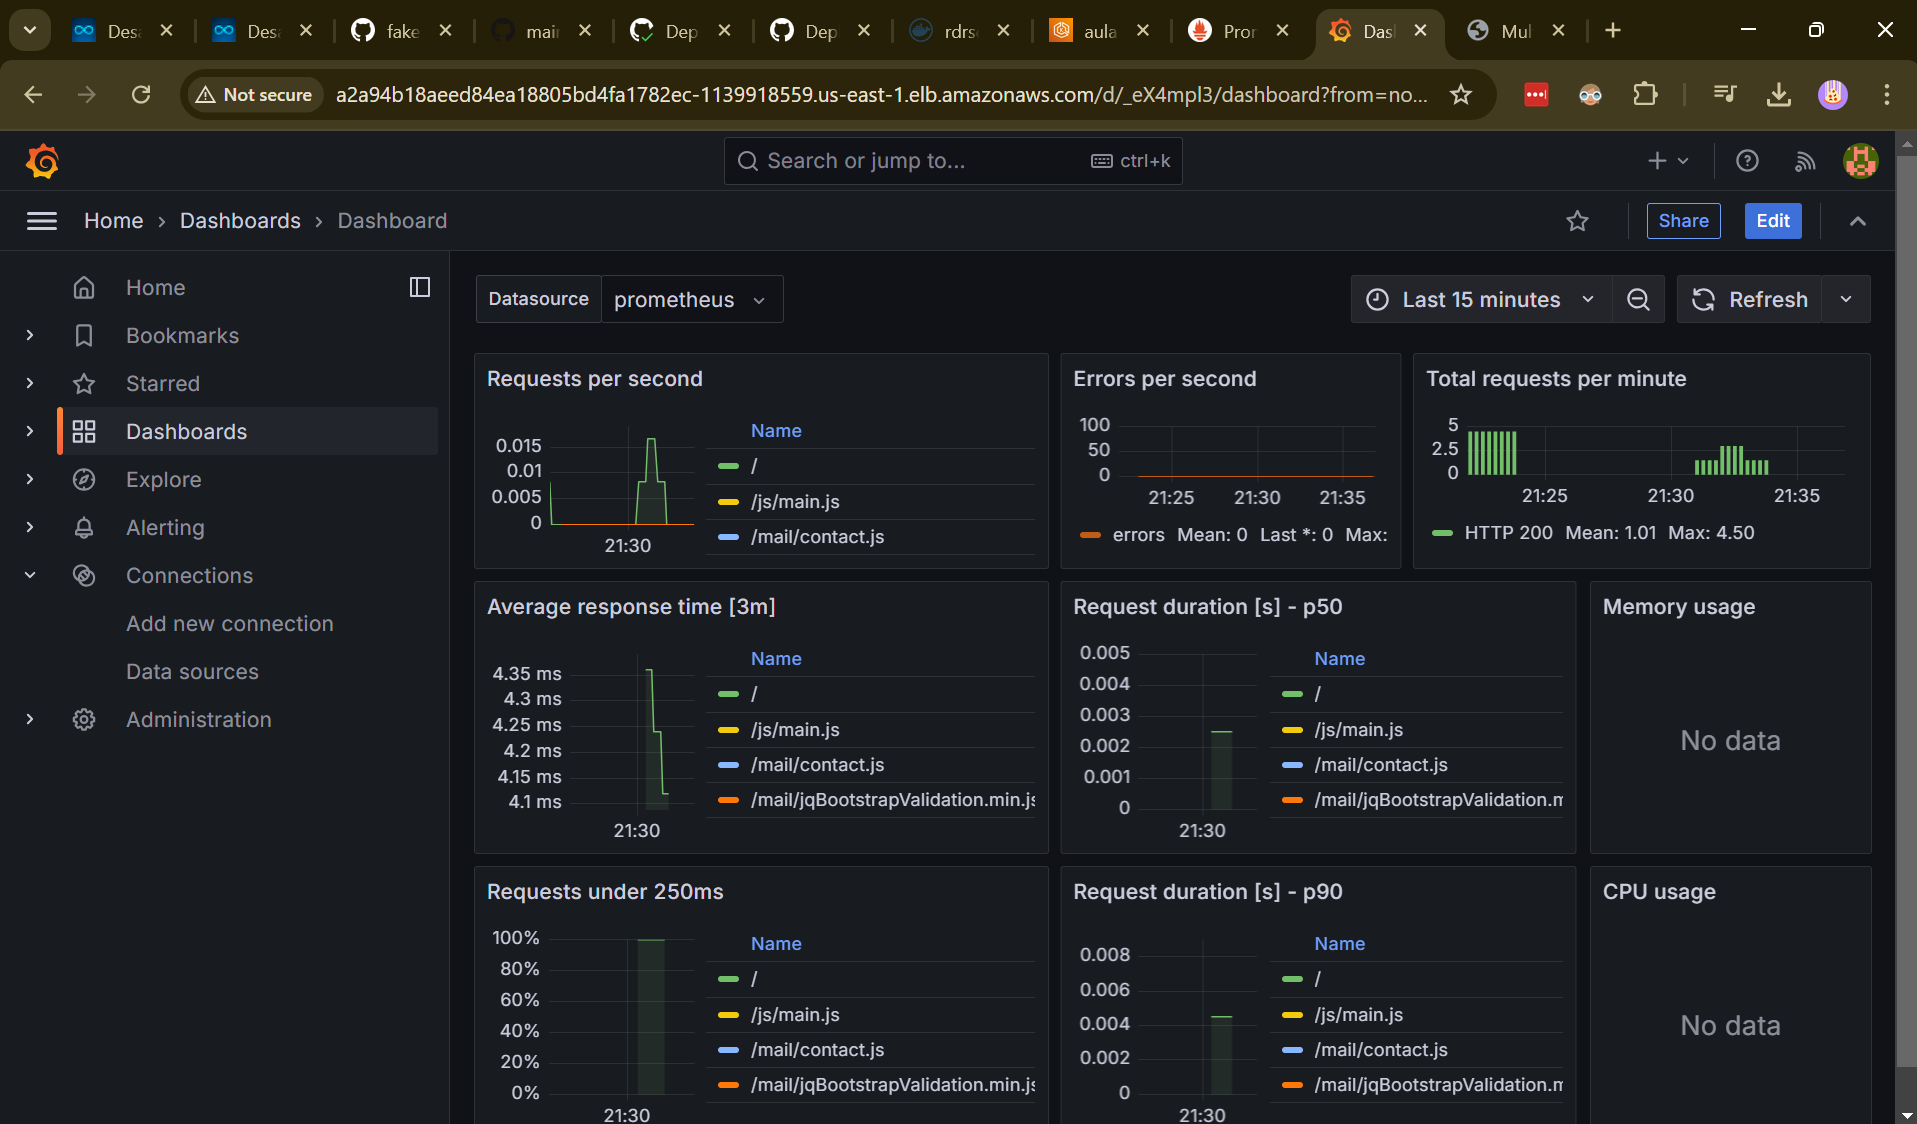 Des
Des
fake
main
Dep
Dep
rdrs
aula
Pror
Dasl
Mul
Not secure
a2a94b18aeed84ea18805bd4fa1782ec-1139918559.us-east-1.elb.amazonaws.com/d/_eX4mpl3/dashboard?from=no...
Search or jump to...
ctrl+k
Home › Dashboards › Dashboard
Share
Edit
Home
Bookmarks
Starred
Dashboards
Explore
Alerting
Connections
Add new connection
Data sources
Administration
Datasource
prometheus
Last 15 minutes
Refresh
Requests per second
0.015
0.01
0.005
0
21:30
Name
/
/js/main.js
/mail/contact.js
Errors per second
100
50
0
21:25 21:30 21:35
errors Mean: 0 Last *: 0 Max:
Total requests per minute
5
2.5
0
21:25 21:30 21:35
HTTP 200 Mean: 1.01 Max: 4.50
Average response time [3m]
4.35 ms
4.3 ms
4.25 ms
4.2 ms
4.15 ms
4.1 ms
21:30
Name
/
/js/main.js
/mail/contact.js
/mail/jqBootstrapValidation.min.js
Request duration [s] - p50
0.005
0.004
0.003
0.002
0.001
0
21:30
Name
/
/js/main.js
/mail/contact.js
/mail/jqBootstrapValidation.m
Memory usage
No data
Requests under 250ms
100%
80%
60%
40%
20%
0%
21:30
Name
/
/js/main.js
/mail/contact.js
/mail/jqBootstrapValidation.min.js
Request duration [s] - p90
0.008
0.006
0.004
0.002
0
21:30
Name
/
/js/main.js
/mail/contact.js
/mail/jqBootstrapValidation.m
CPU usage
No data